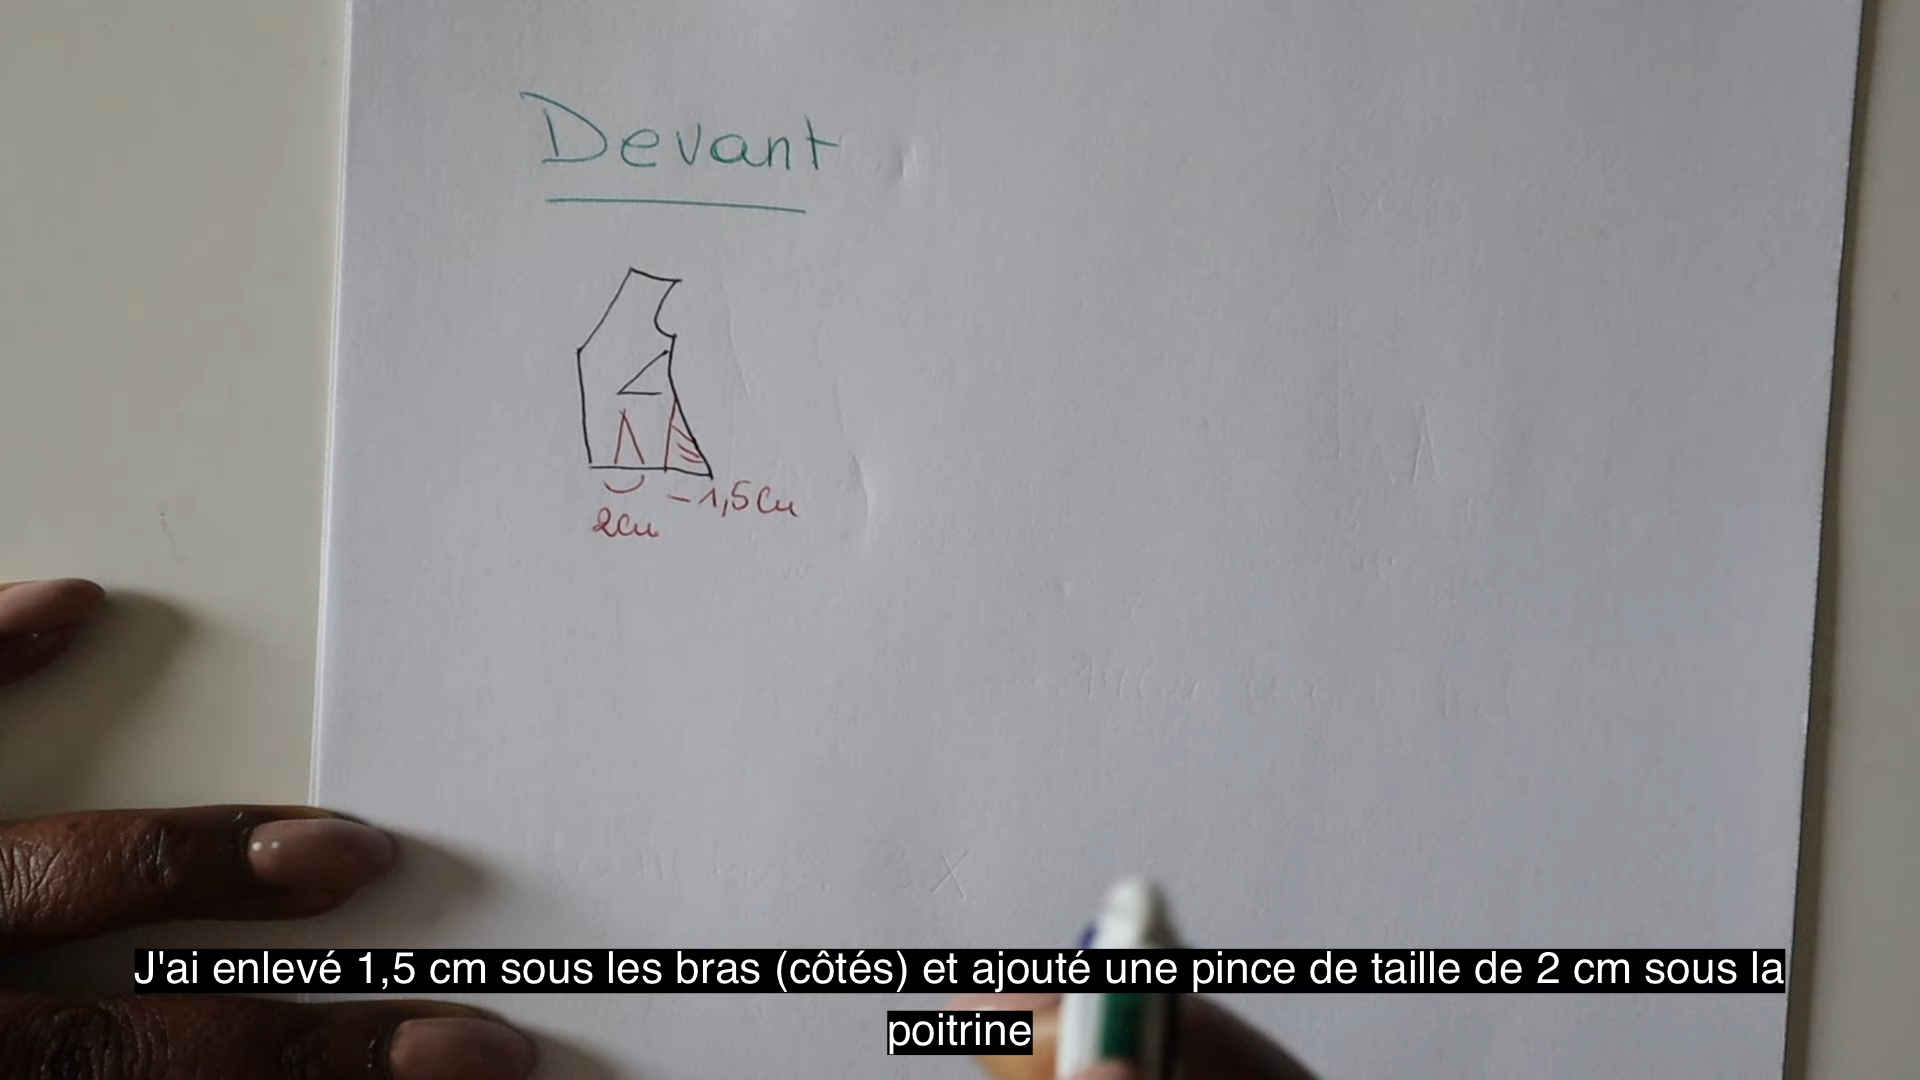 Devant
-1,5cm
2cm
J'ai enlevé 1,5 cm sous les bras (côtés) et ajouté une pince de taille de 2 cm sous la
poitrine